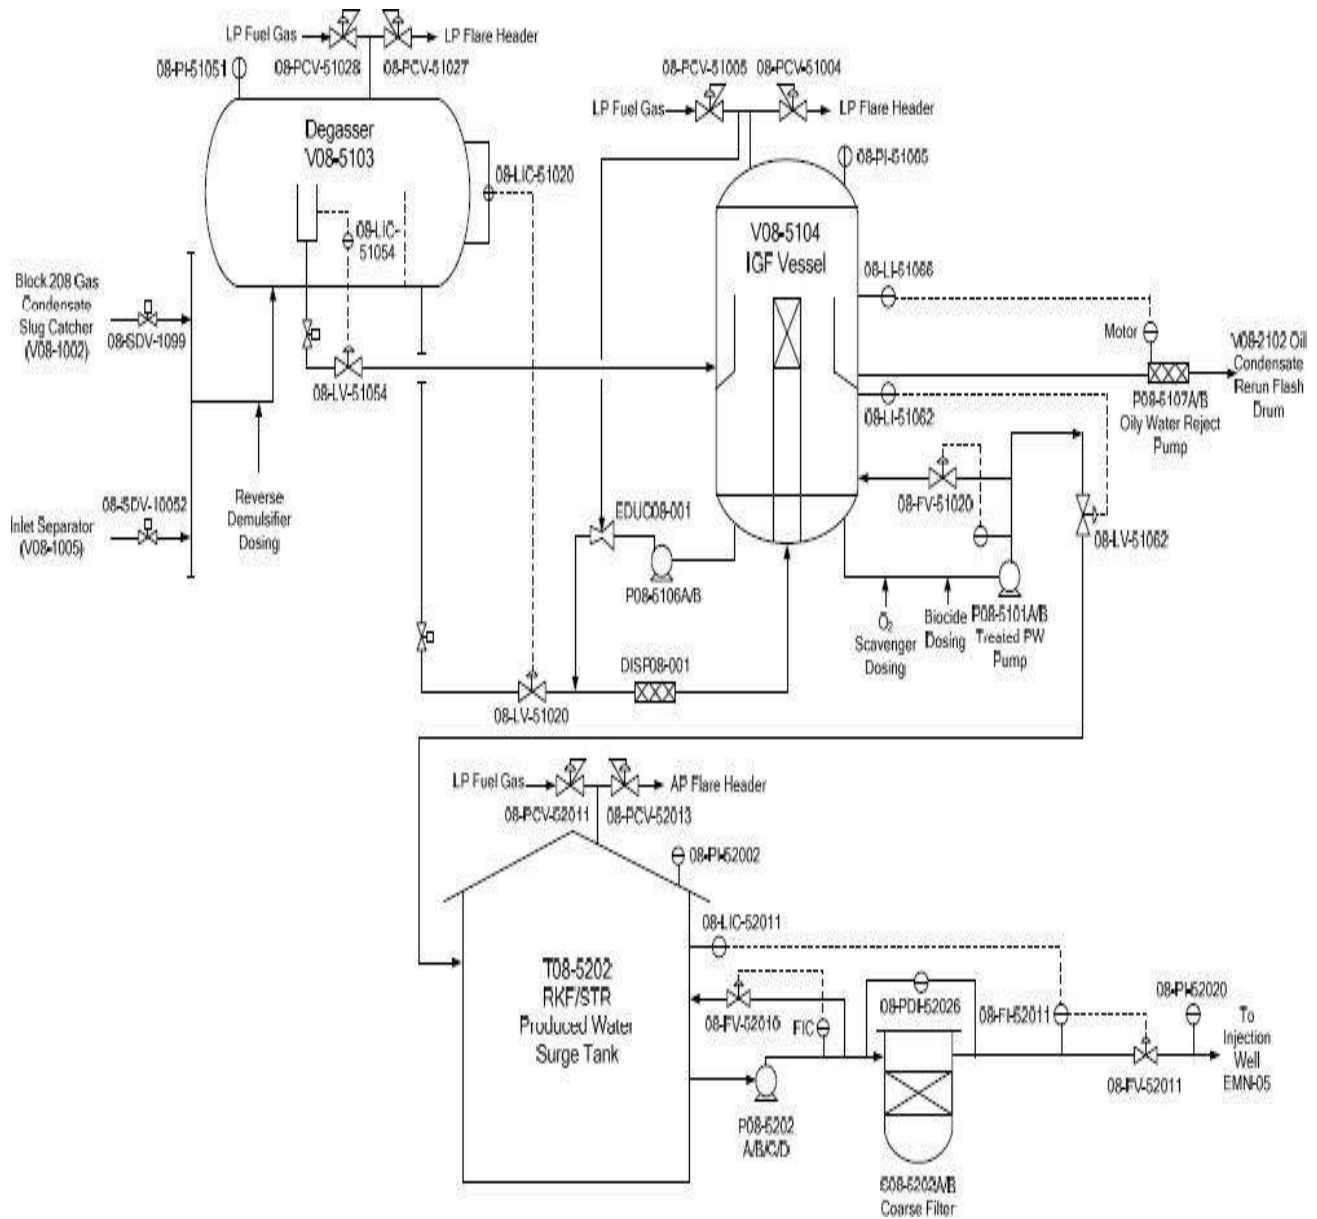 LP Fuel Gas
LP Flare Header
08-PI-51051
08-PCV-51028
08-PCV-51027
Degasser
V08-5103
08-LIC-51020
08-LIC-
51054
Block 208 Gas
Condensate
Slug Catcher
(V08-1002)
08-SDV-1099
08-LV-51054
08-SDV-10052
Inlet Separator
(V08-1005)
Reverse
Demulsifier
Dosing
08-PCV-51005
08-PCV-51004
LP Fuel Gas
LP Flare Header
08-PI-51065
V08-5104
IGF Vessel
08-LI-51066
Motor
V08-2102 Oil
Condensate
Rerun Flash
Drum
P08-5107A/B
Oily Water Reject
Pump
08-LI-51062
08-FV-51020
08-LV-51062
EDUC08-001
P08-5106A/B
O2
Scavenger
Dosing
Biocide
Dosing
P08-5101A/B
Treated PW
Pump
DISP08-001
08-LV-51020
LP Fuel Gas
AP Flare Header
08-PCV-52011
08-PCV-52013
08-PI-52002
08-LIC-52011
T08-5202
RKF/STR
Produced Water
Surge Tank
08-FV-52010
FIC
08-PDI-52026
08-FI-52011
08-PI-52020
To
Injection
Well
EMN-05
08-FV-52011
P08-5202
A/B/C/D
S08-5202A/B
Coarse Filter